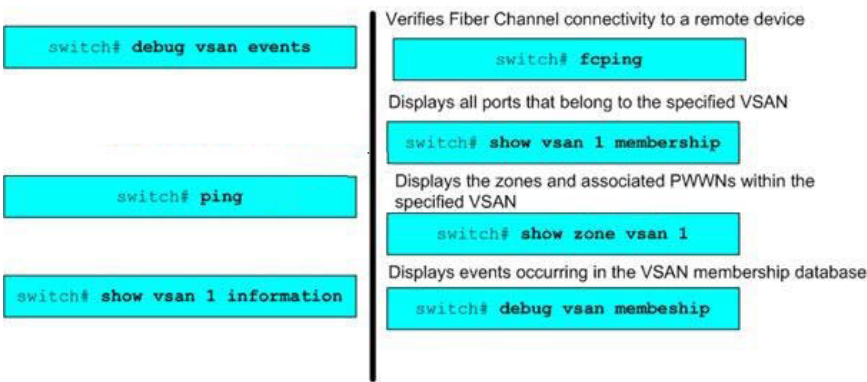 switch# debug vsan events
switch# ping
switch# show vsan 1 information
Verifies Fiber Channel connectivity to a remote device
switch# fcping
Displays all ports that belong to the specified VSAN
switch# show vsan 1 membership
Displays the zones and associated PWWNs within the
specified VSAN
switch# show zone vsan 1
Displays events occurring in the VSAN membership database
switch# debug vsan membeship